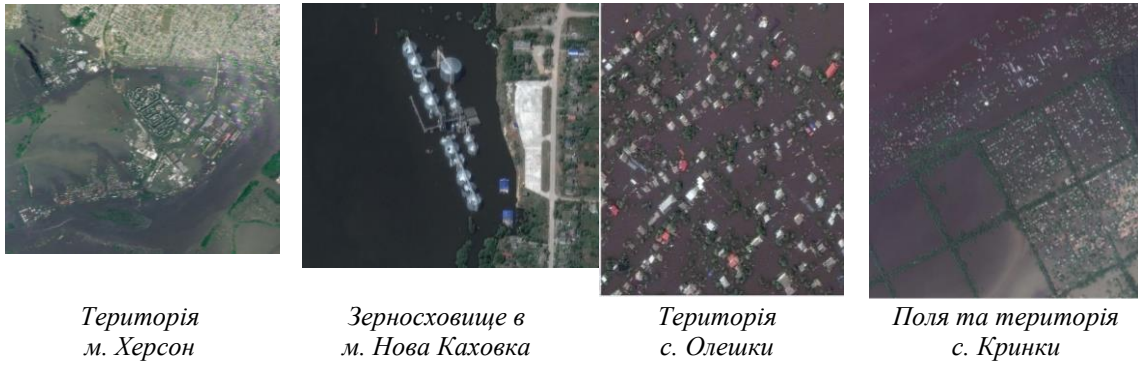 Територія
м. Херсон
Зерносховище в
м. Нова Каховка
Територія
с. Олешки
Поля та територія
с. Кринки